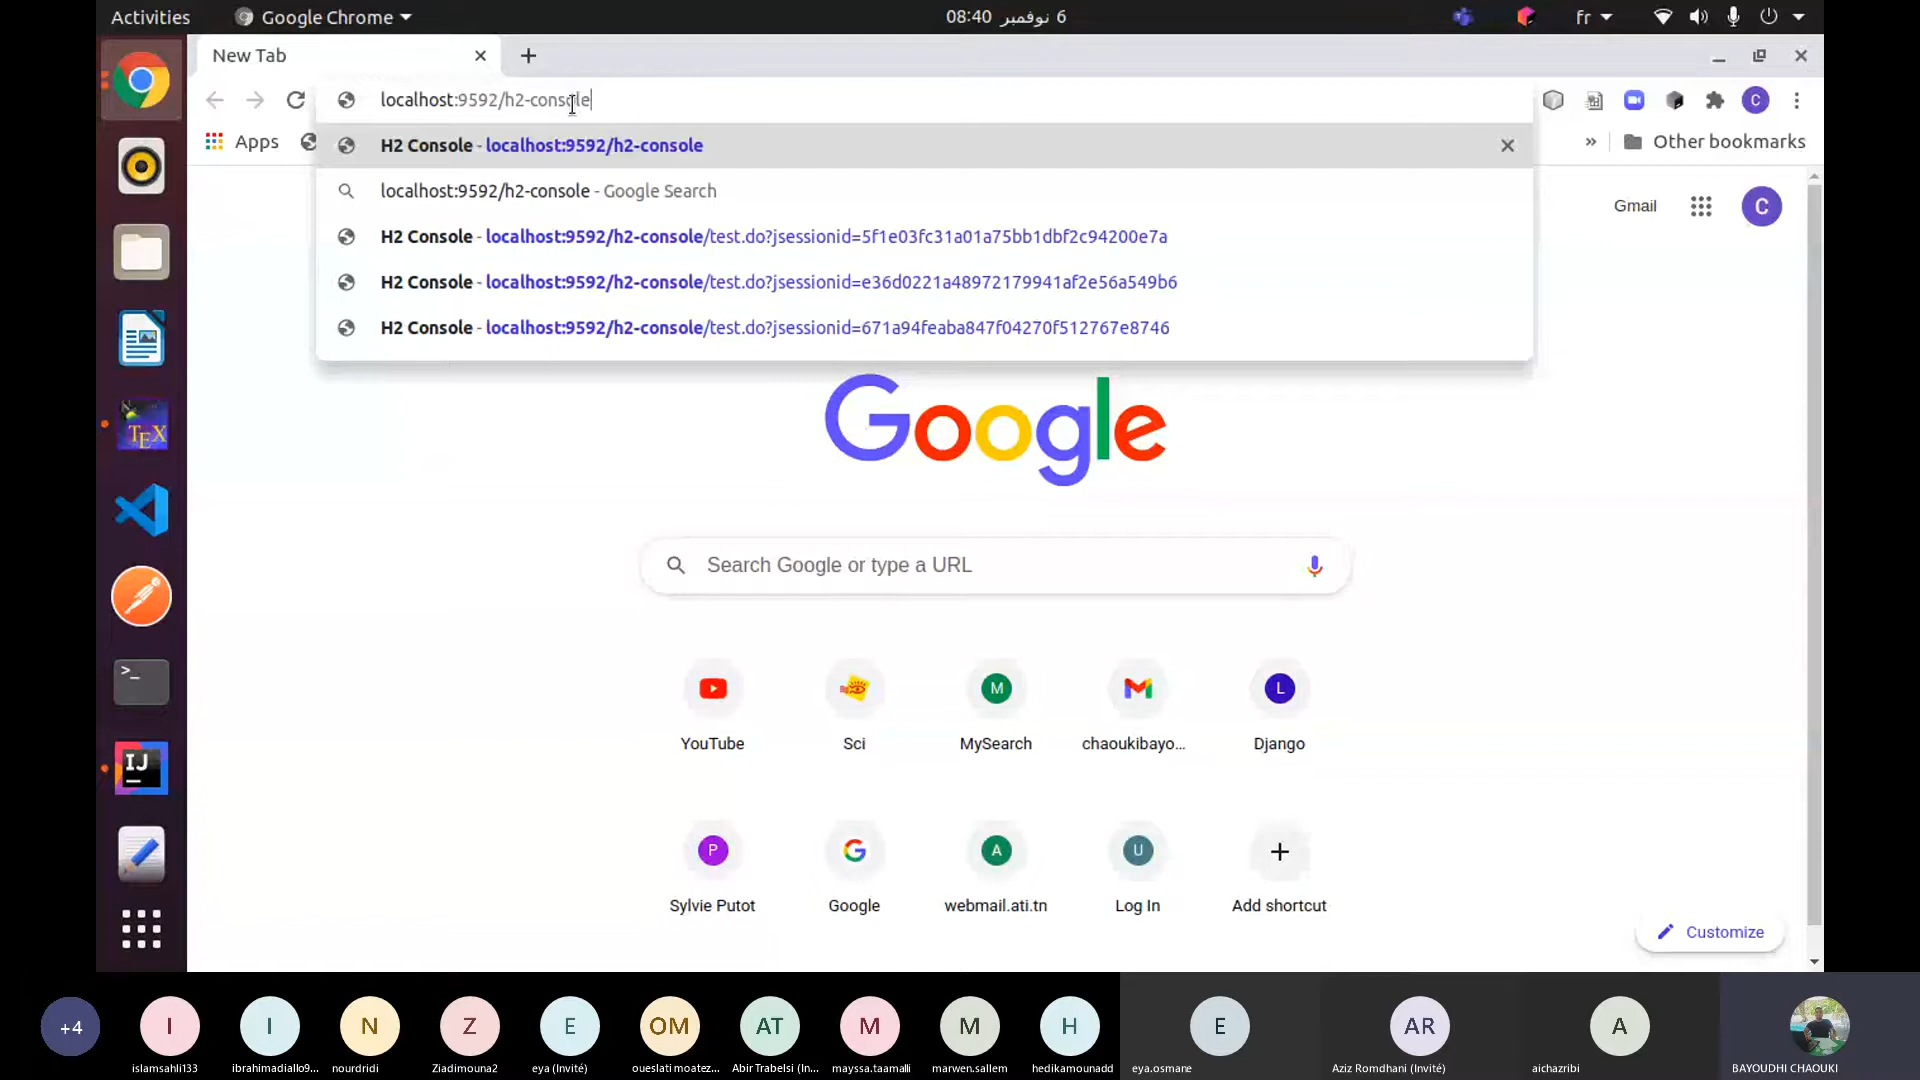 Activities
Google Chrome
6 نوفمبر 08:40
fr
New Tab
localhost:9592/h2-console
Apps
Other bookmarks
H2 Console - localhost:9592/h2-console
localhost:9592/h2-console - Google Search
H2 Console - localhost:9592/h2-console/test.do?jsessionid=5f1e03fc31a01a75bb1dbf2c94200e7a
H2 Console - localhost:9592/h2-console/test.do?jsessionid=e36d0221a48972179941af2e56a549b6
H2 Console - localhost:9592/h2-console/test.do?jsessionid=671a94feaba847f04270f512767e8746
C
Gmail
C
Google
Search Google or type a URL
M
L
YouTube
Sci
MySearch
chaoukibayo...
Django
P
G
A
U
Sylvie Putot
Google
webmail.ati.tn
Log In
Add shortcut
Customize
TEX
>_
IJ
+4
I
I
N
Z
E
OM
AT
M
M
H
E
AR
A
islamsahli133
ibrahimadiallo9...
nourdridi
Ziadimouna2
eya (Invité)
oueslati moatez...
Abir Trabelsi (In...
mayssa.taamalli
marwen.sallem
hedikamounadd
eya.osmane
Aziz Romdhani (Invité)
aichazribi
BAYOUDHI CHAOUKI